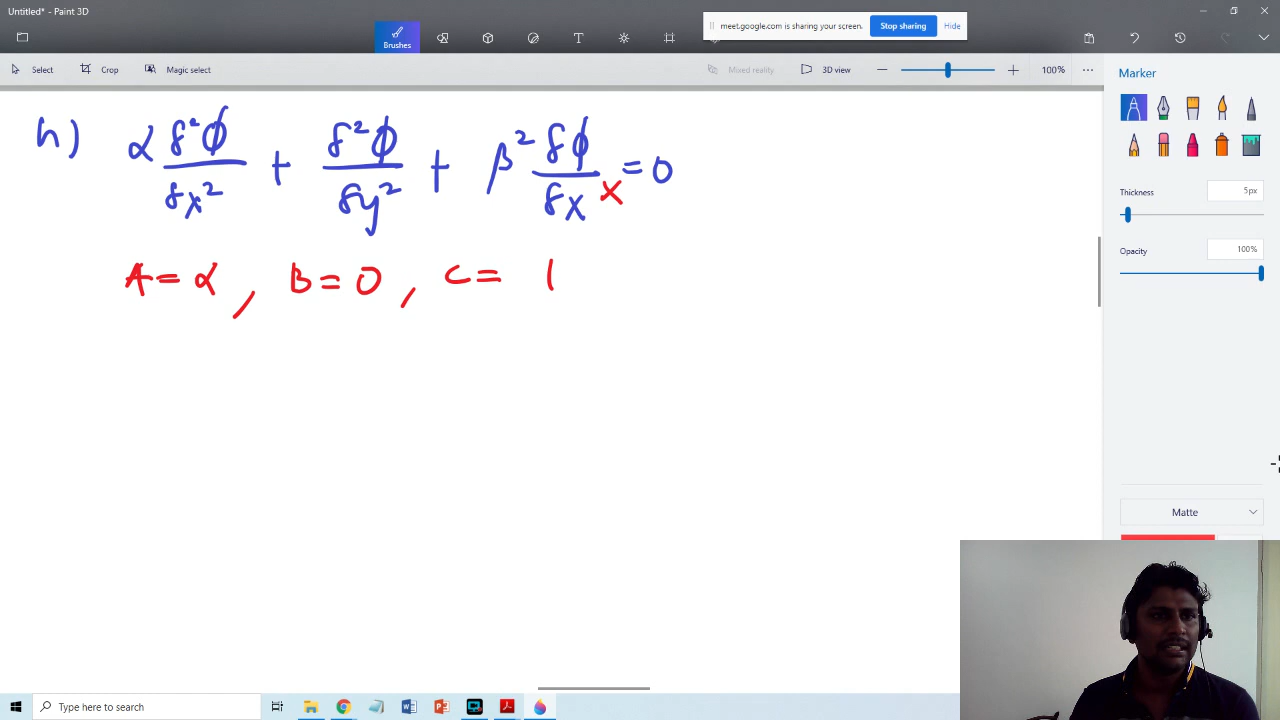 Untitled* - Paint 3D
meet.google.com is sharing your screen. Stop sharing Hide
Brushes
Select Crop Magic select Mixed reality 3D view 100%
Marker
Thickness 5px
Opacity 100%
Matte
h) α δ²ϕ/δx² + δ²ϕ/δy² + β² δϕ/δx × = 0
A = α , B = 0 , C = 1
Type here to search